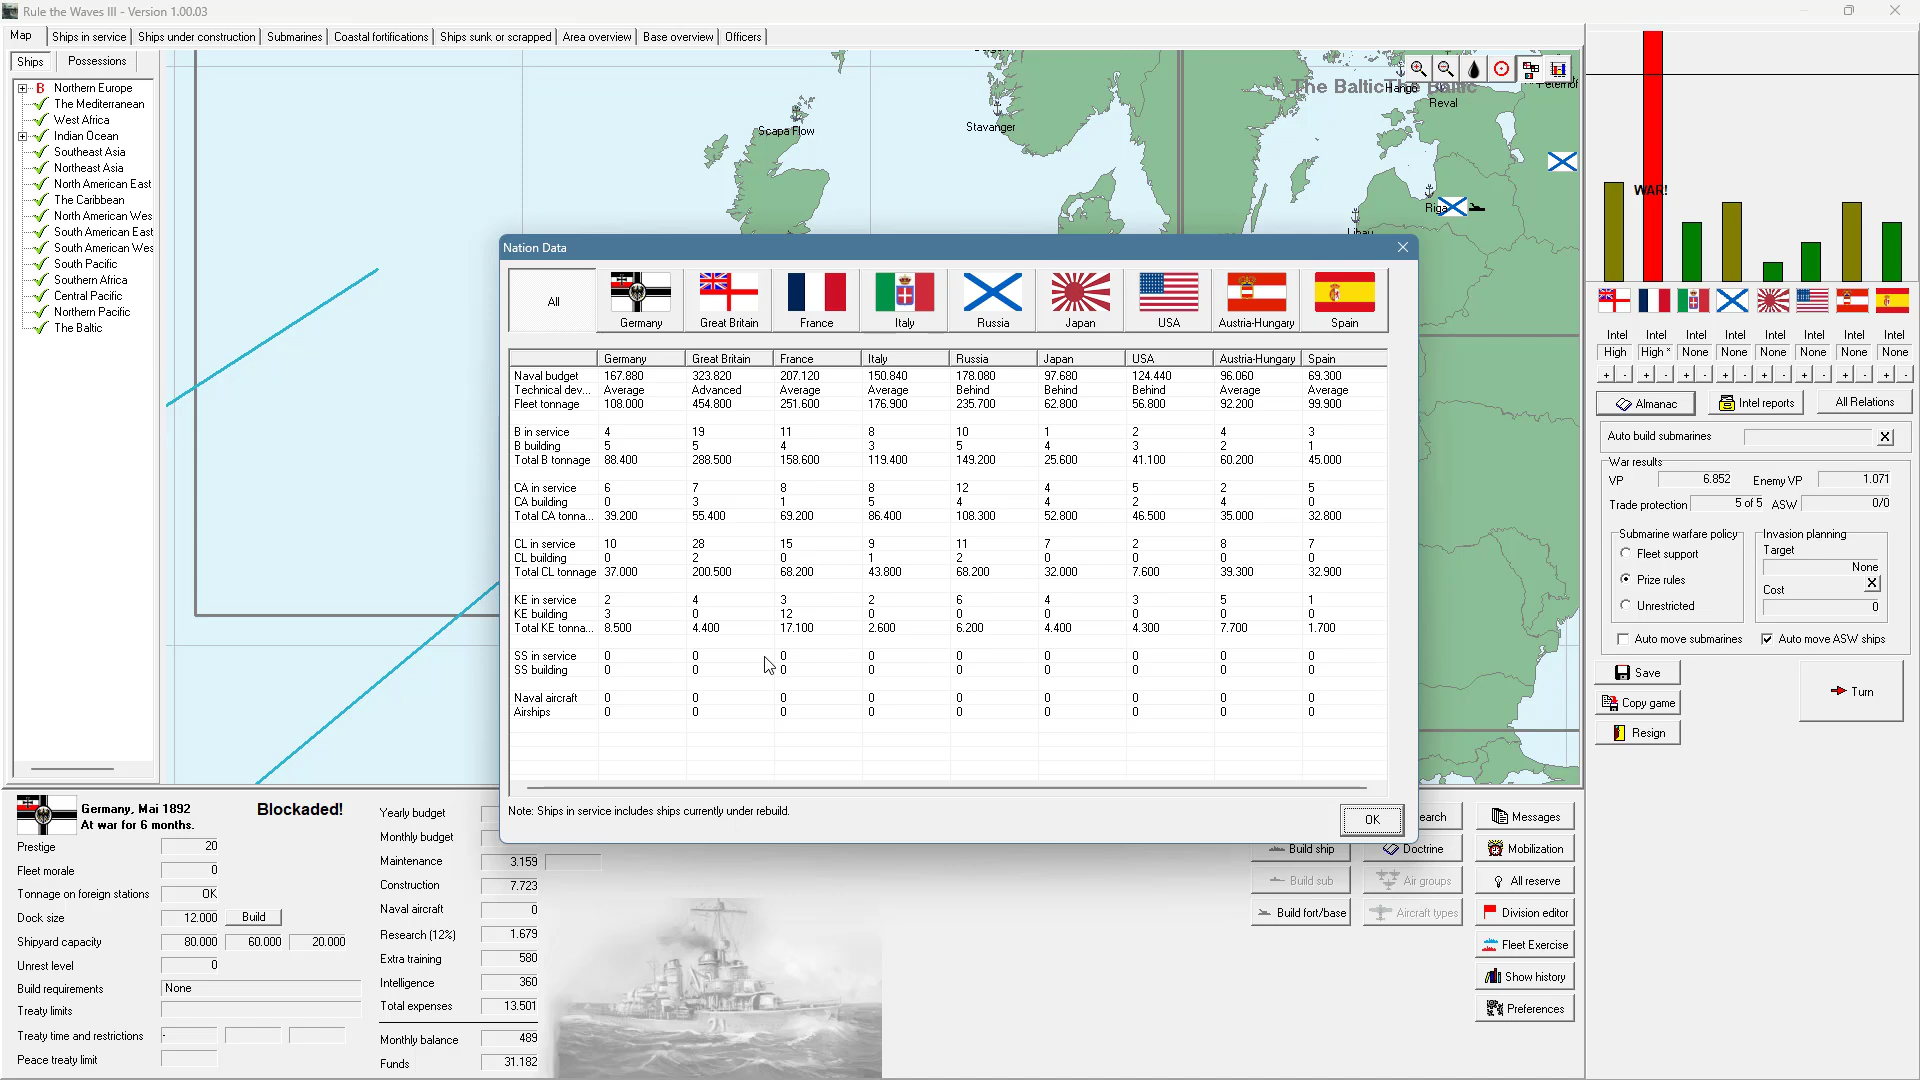 Rule the Waves III - Version 1.00.03
Map Ships in service Ships under construction Submarines Coastal fortifications Ships sunk or scrapped Area overview Base overview Officers
Ships Possessions
B Northern Europe
The Mediterranean
West Africa
Indian Ocean
Southeast Asia
Northeast Asia
North American East
The Caribbean
North American Wes
South American East
South American Wes
South Pacific
Southern Africa
Central Pacific
Northern Pacific
The Baltic
Scapa Flow
Stavanger
The Baltic The Baltic
Hango
Reval
Peterhof
Riga
Libau
Nation Data
All Germany Great Britain France Italy Russia Japan USA Austria-Hungary Spain
Germany Great Britain France Italy Russia Japan USA Austria-Hungary Spain
Naval budget 167.880 323.820 207.120 150.840 178.080 97.680 124.440 96.060 69.300
Technical dev... Average Advanced Average Average Behind Behind Behind Average Average
Fleet tonnage 108.000 454.800 251.600 176.900 235.700 62.800 56.800 92.200 99.900
B in service 4 19 11 8 10 1 2 4 3
B building 5 5 4 3 5 4 3 2 1
Total B tonnage 88.400 288.500 158.600 119.400 149.200 25.600 41.100 60.200 45.000
CA in service 6 7 8 8 12 4 5 2 5
CA building 0 3 1 5 4 4 2 4 0
Total CA tonna... 39.200 55.400 69.200 86.400 108.300 52.800 46.500 35.000 32.800
CL in service 10 28 15 9 11 7 2 8 7
CL building 0 2 0 1 2 0 0 0 0
Total CL tonnage 37.000 200.500 68.200 43.800 68.200 32.000 7.600 39.300 32.900
KE in service 2 4 3 2 6 4 3 5 1
KE building 3 0 12 0 0 0 0 0 0
Total KE tonna... 8.500 4.400 17.100 2.600 6.200 4.400 4.300 7.700 1.700
SS in service 0 0 0 0 0 0 0 0 0
SS building 0 0 0 0 0 0 0 0 0
Naval aircraft 0 0 0 0 0 0 0 0 0
Airships 0 0 0 0 0 0 0 0 0
Note: Ships in service includes ships currently under rebuild.
OK
WAR!
Intel Intel Intel Intel Intel Intel Intel Intel
High High * None None None None None None
+ - + - + - + - + - + - + - + -
Almanac Intel reports All Relations
Auto build submarines X
War results
VP 6.852 Enemy VP 1.071
Trade protection 5 of 5 ASW 0/0
Submarine warfare policy
Fleet support
Prize rules
Unrestricted
Invasion planning
Target
None
Cost X
0
Auto move submarines Auto move ASW ships
Save
Copy game
Resign
Turn
Germany, Mai 1892
At war for 6 months.
Blockaded!
Prestige 20
Fleet morale 0
Tonnage on foreign stations OK
Dock size 12.000 Build
Shipyard capacity 80.000 60.000 20.000
Unrest level 0
Build requirements None
Treaty limits
Treaty time and restrictions -
Peace treaty limit
Yearly budget
Monthly budget
Maintenance 3.159
Construction 7.723
Naval aircraft 0
Research (12%) 1.679
Extra training 580
Intelligence 360
Total expenses 13.501
Monthly balance 489
Funds 31.182
earch Messages
Build ship Doctrine Mobilization
Build sub Air groups All reserve
Build fort/base Aircraft types Division editor
Fleet Exercise
Show history
Preferences